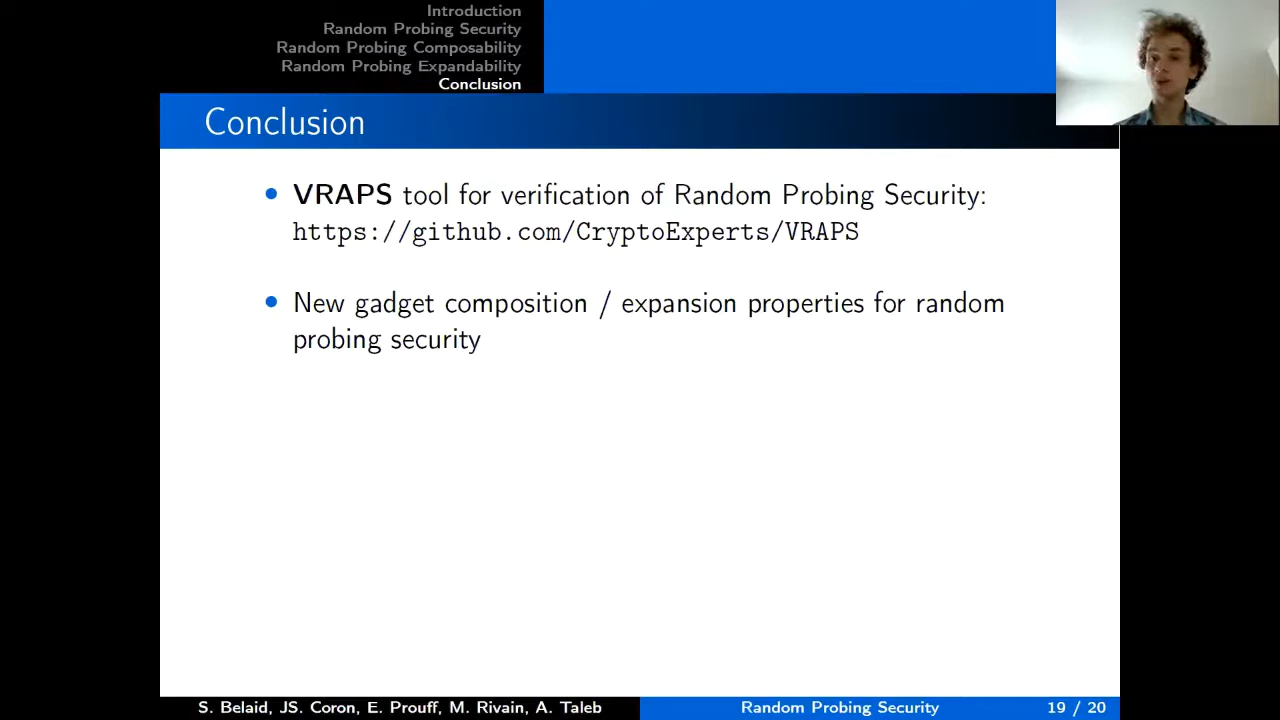 Introduction
Random Probing Security
Random Probing Composability
Random Probing Expandability
Conclusion
Conclusion
VRAPS tool for verification of Random Probing Security:
https://github.com/CryptoExperts/VRAPS
New gadget composition / expansion properties for random
probing security
S. Belaid, JS. Coron, E. Prouff, M. Rivain, A. Taleb
Random Probing Security
19 / 20